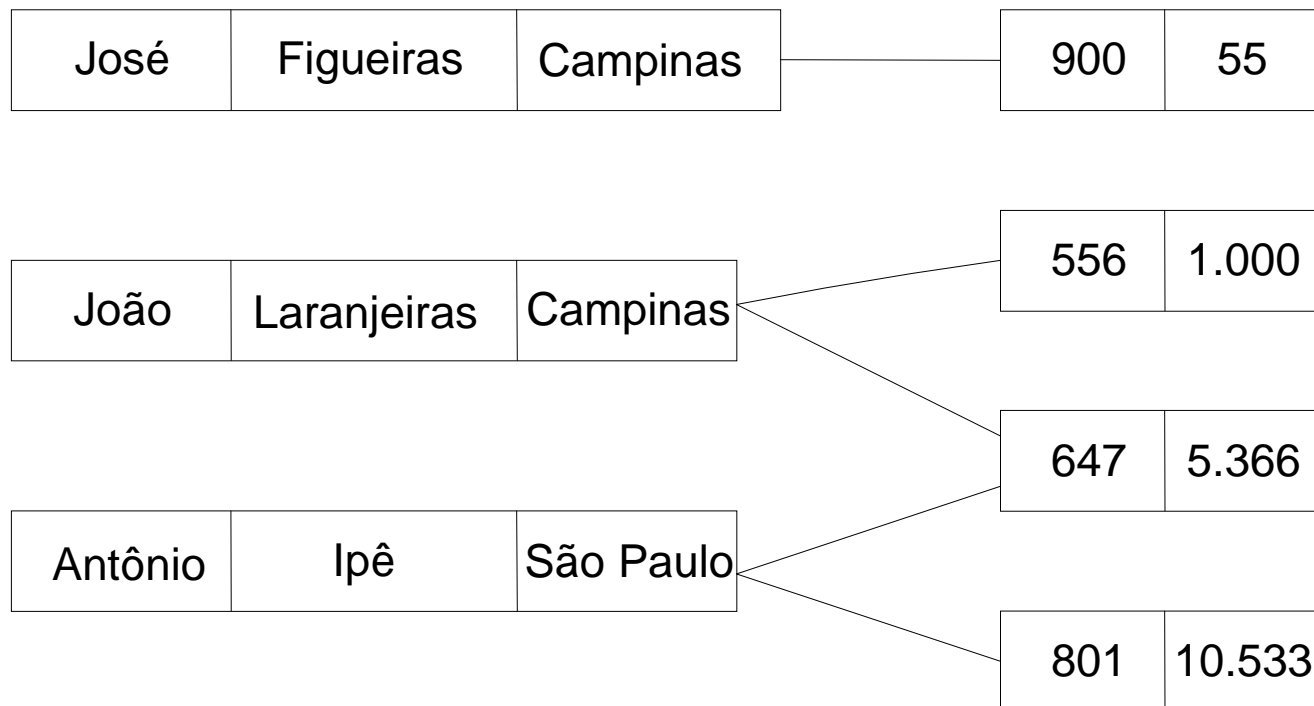 José Figueiras Campinas 900 55
556 1.000
João Laranjeiras Campinas
647 5.366
Antônio Ipê São Paulo
801 10.533